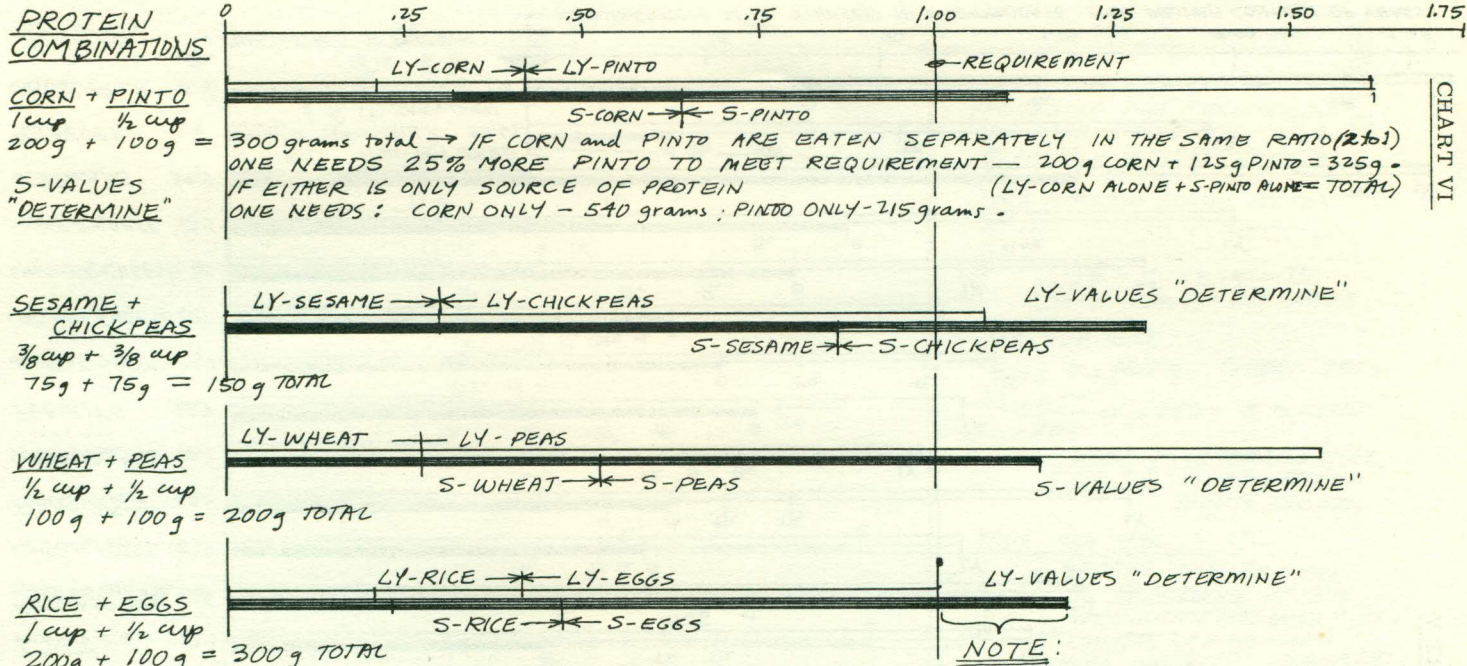 PROTEIN COMBINATIONS
0 .25 .50 .75 1.00 1.25 1.50 1.75
CHART VI
LY-CORN LY-PINTO
REQUIREMENT
CORN + PINTO
1 cup ½ cup
S-CORN S-PINTO
200g + 100g = 300 grams total → IF CORN and PINTO ARE EATEN SEPARATELY IN THE SAME RATIO (2 to 1)
ONE NEEDS 25% MORE PINTO TO MEET REQUIREMENT — 200g CORN + 125g PINTO = 325g.
S-VALUES "DETERMINE"
IF EITHER IS ONLY SOURCE OF PROTEIN (LY-CORN ALONE + S-PINTO ALONE = TOTAL)
ONE NEEDS: CORN ONLY - 540 grams; PINTO ONLY - 215 grams.
SESAME + CHICKPEAS
LY-SESAME → ← LY-CHICKPEAS LY-VALUES "DETERMINE"
S-SESAME → ← S-CHICKPEAS
3/8 cup + 3/8 cup
75g + 75g = 150 g TOTAL
LY-WHEAT LY-PEAS
WHEAT + PEAS
½ cup + ½ cup
S-WHEAT → ← S-PEAS S-VALUES "DETERMINE"
100g + 100g = 200g TOTAL
LY-RICE → ← LY-EGGS LY-VALUES "DETERMINE"
RICE + EGGS
1 cup + ½ cup
S-RICE → ← S-EGGS
200g + 100g = 300g TOTAL
NOTE: